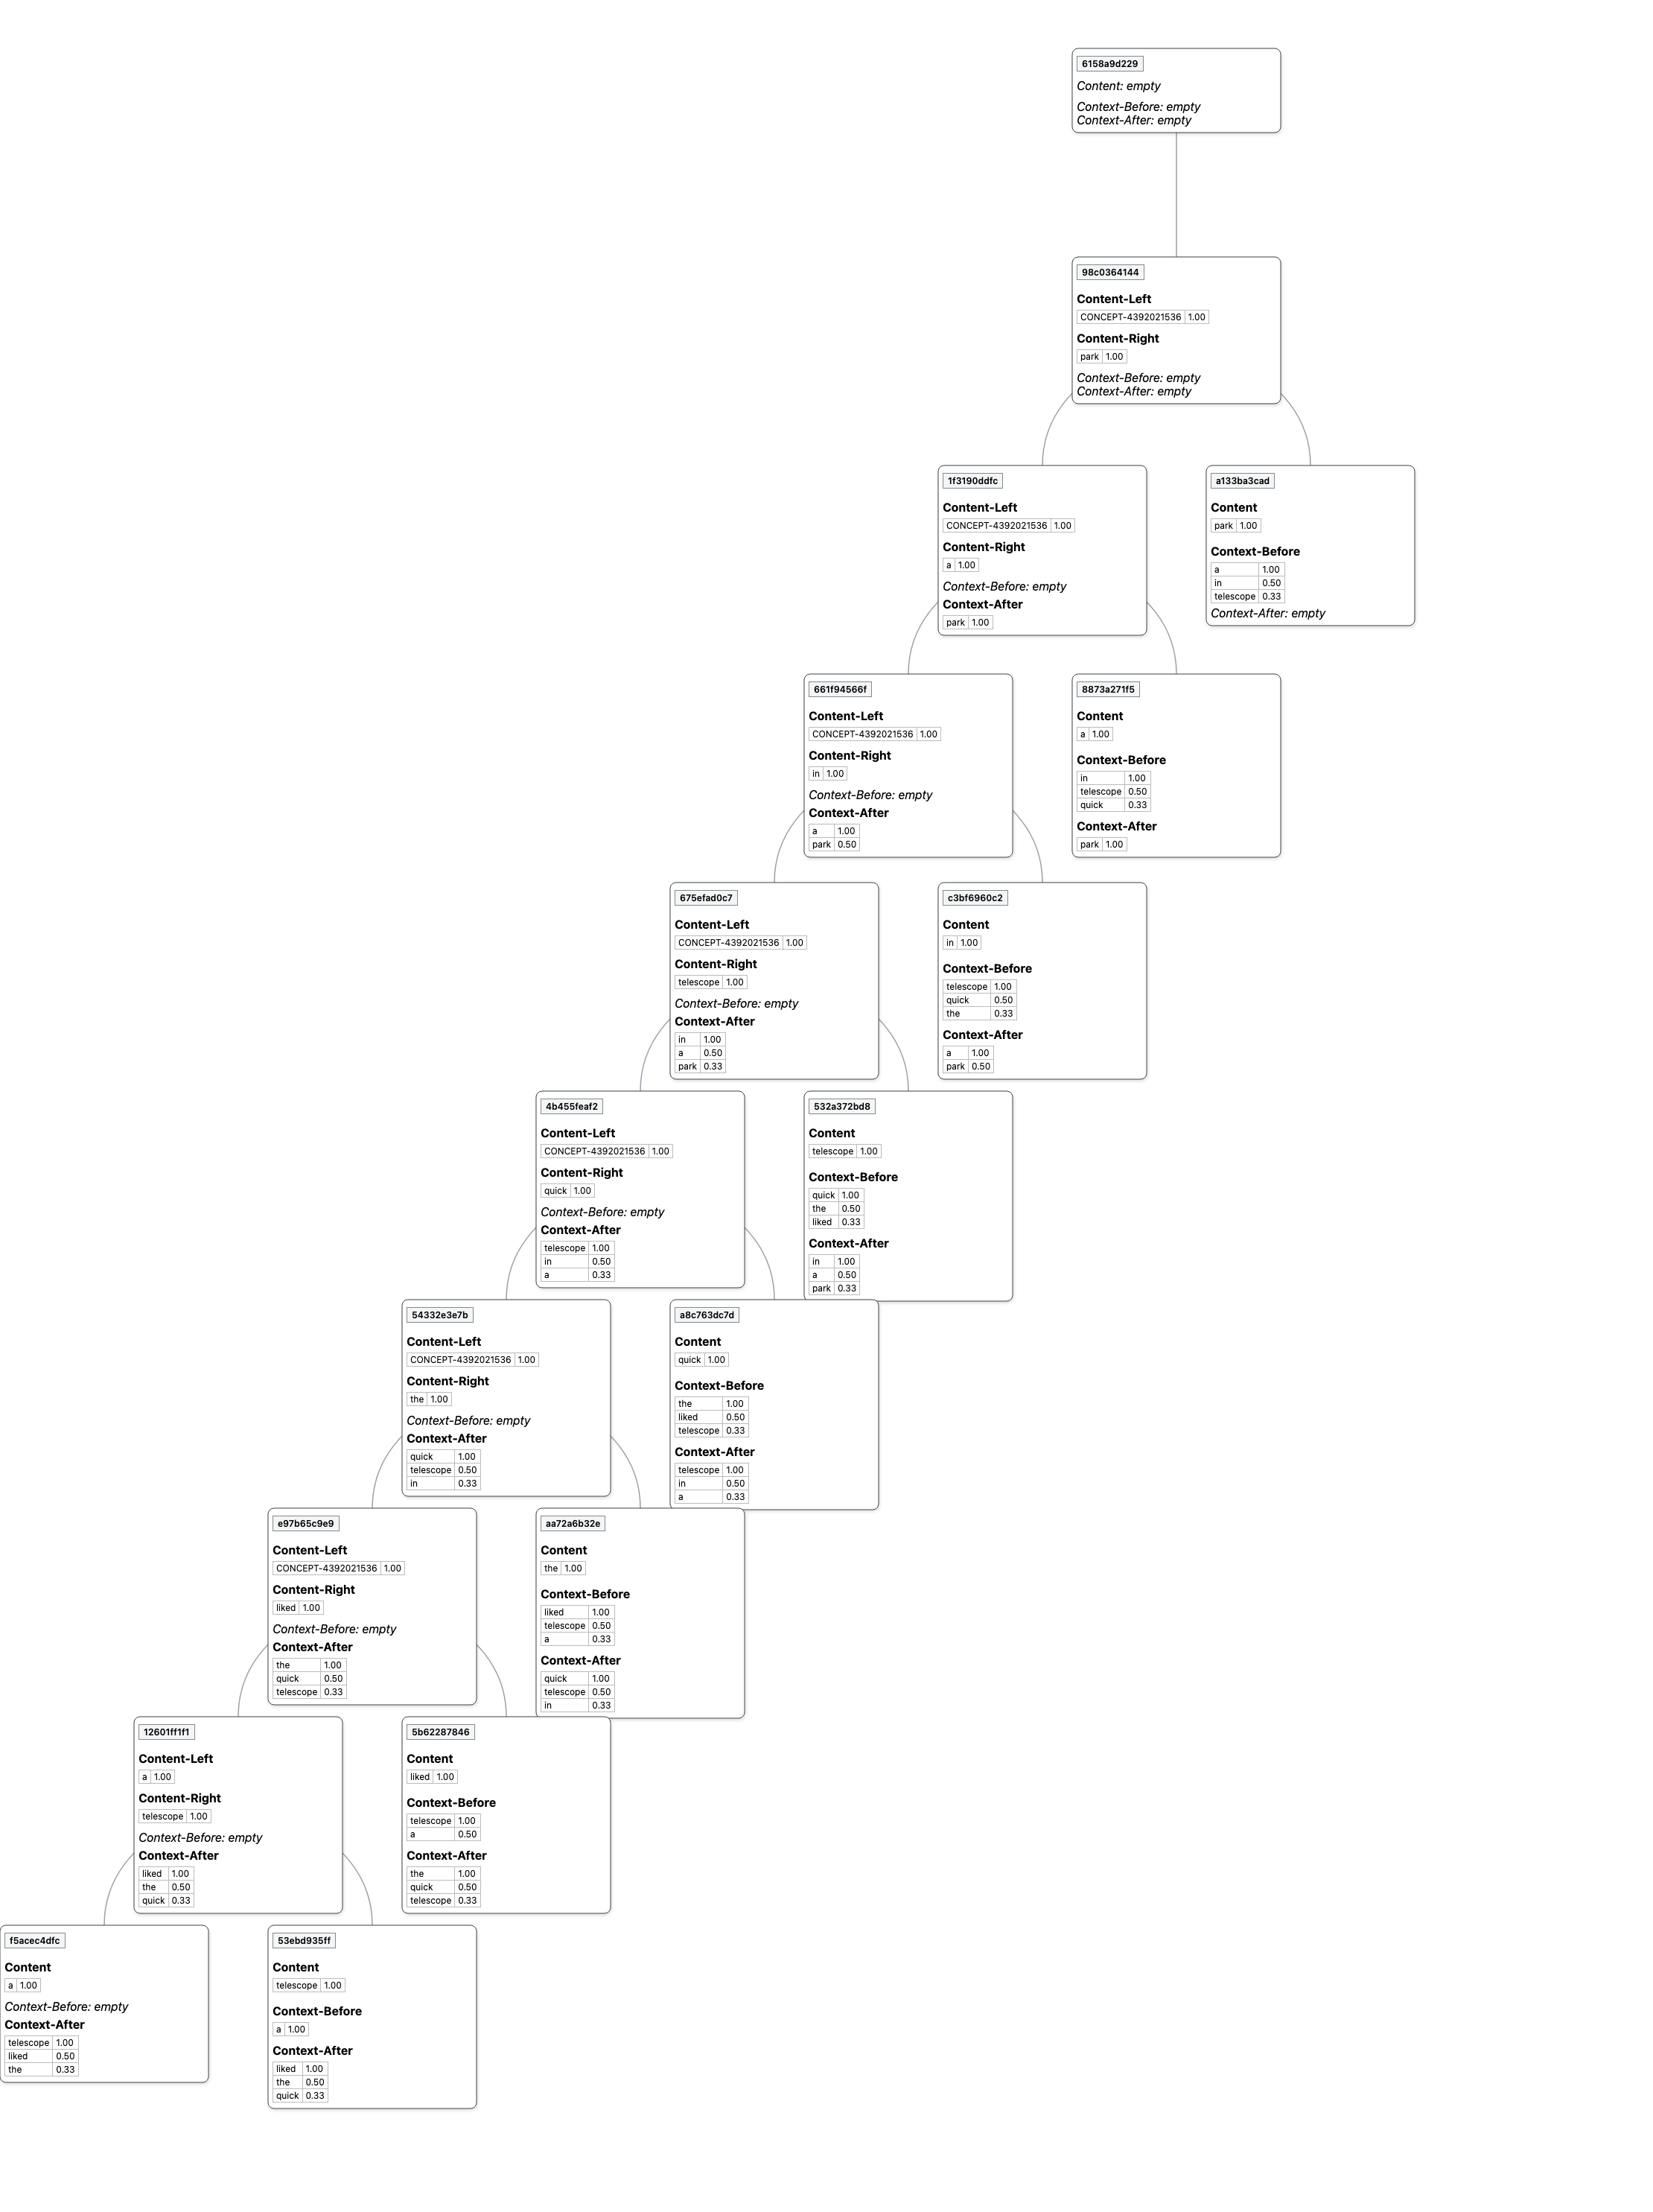 6158a9d229
Content: empty
Context-Before: empty
Context-After: empty
98c0364144
Content-Left
CONCEPT-4392021536 1.00
Content-Right
park 1.00
Context-Before: empty
Context-After: empty
1f3190ddfc
Content-Left
CONCEPT-4392021536 1.00
Content-Right
a 1.00
Context-Before: empty
Context-After
park 1.00
a133ba3cad
Content
park 1.00
Context-Before
a 1.00
in 0.50
telescope 0.33
Context-After: empty
661f94566f
Content-Left
CONCEPT-4392021536 1.00
Content-Right
in 1.00
Context-Before: empty
Context-After
a 1.00
park 0.50
8873a271f5
Content
a 1.00
Context-Before
in 1.00
telescope 0.50
quick 0.33
Context-After
park 1.00
675efad0c7
Content-Left
CONCEPT-4392021536 1.00
Content-Right
telescope 1.00
Context-Before: empty
Context-After
in 1.00
a 0.50
park 0.33
c3bf6960c2
Content
in 1.00
Context-Before
telescope 1.00
quick 0.50
the 0.33
Context-After
a 1.00
park 0.50
4b455feaf2
Content-Left
CONCEPT-4392021536 1.00
Content-Right
quick 1.00
Context-Before: empty
Context-After
telescope 1.00
in 0.50
a 0.33
532a372bd8
Content
telescope 1.00
Context-Before
quick 1.00
the 0.50
liked 0.33
Context-After
in 1.00
a 0.50
park 0.33
54332e3e7b
Content-Left
CONCEPT-4392021536 1.00
Content-Right
the 1.00
Context-Before: empty
Context-After
quick 1.00
telescope 0.50
in 0.33
a8c763dc7d
Content
quick 1.00
Context-Before
the 1.00
liked 0.50
telescope 0.33
Context-After
telescope 1.00
in 0.50
a 0.33
e97b65c9e9
Content-Left
CONCEPT-4392021536 1.00
Content-Right
liked 1.00
Context-Before: empty
Context-After
the 1.00
quick 0.50
telescope 0.33
aa72a6b32e
Content
the 1.00
Context-Before
liked 1.00
telescope 0.50
a 0.33
Context-After
quick 1.00
telescope 0.50
in 0.33
12601ff1f1
Content-Left
a 1.00
Content-Right
telescope 1.00
Context-Before: empty
Context-After
liked 1.00
the 0.50
quick 0.33
5b62287846
Content
liked 1.00
Context-Before
telescope 1.00
a 0.50
Context-After
the 1.00
quick 0.50
telescope 0.33
f5acec4dfc
Content
a 1.00
Context-Before: empty
Context-After
telescope 1.00
liked 0.50
the 0.33
53ebd935ff
Content
telescope 1.00
Context-Before
a 1.00
Context-After
liked 1.00
the 0.50
quick 0.33